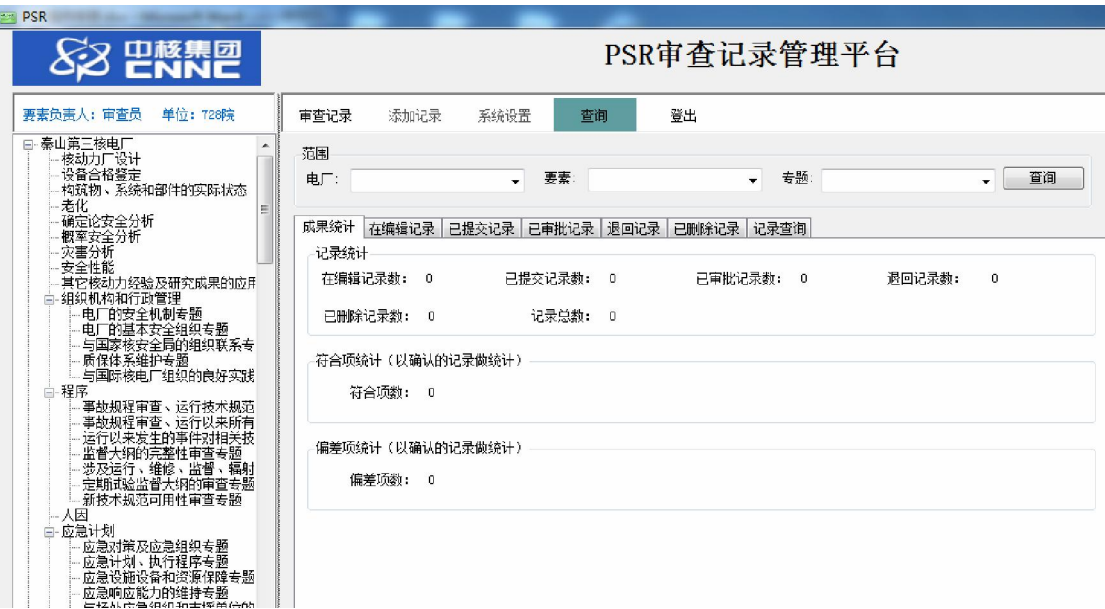 PSR
中核集团
CNNC
PSR审查记录管理平台
要素负责人：审查员 单位：728院
审查记录 添加记录 系统设置 查询 登出
秦山第三核电厂
核动力厂设计
设备合格鉴定
构筑物、系统和部件的实际状态
老化
确定论安全分析
概率安全分析
灾害分析
安全性能
其它核动力经验及研究成果的应用
组织机构和行政管理
电厂的安全机制专题
电厂的基本安全组织专题
与国家核安全局的组织联系专
质保体系维护专题
与国际核电厂组织的良好实践
程序
事故规程审查、运行技术规范
事故规程审查、运行以来所有
运行以来发生的事件对相关技
监督大纲的完整性审查专题
涉及运行、维修、监督、辐射
定期试验监督大纲的审查专题
新技术规范可用性审查专题
人因
应急计划
应急对策及应急组织专题
应急计划、执行程序专题
应急设施设备和资源保障专题
应急响应能力的维持专题
与场外应急组织和支援单位的
范围
电厂： 要素： 专题： 查询
成果统计 在编辑记录 已提交记录 已审批记录 退回记录 已删除记录 记录查询
记录统计
在编辑记录数： 0 已提交记录数： 0 已审批记录数： 0 退回记录数： 0
已删除记录数： 0 记录总数： 0
符合项统计（以确认的记录做统计）
符合项数： 0
偏差项统计（以确认的记录做统计）
偏差项数： 0